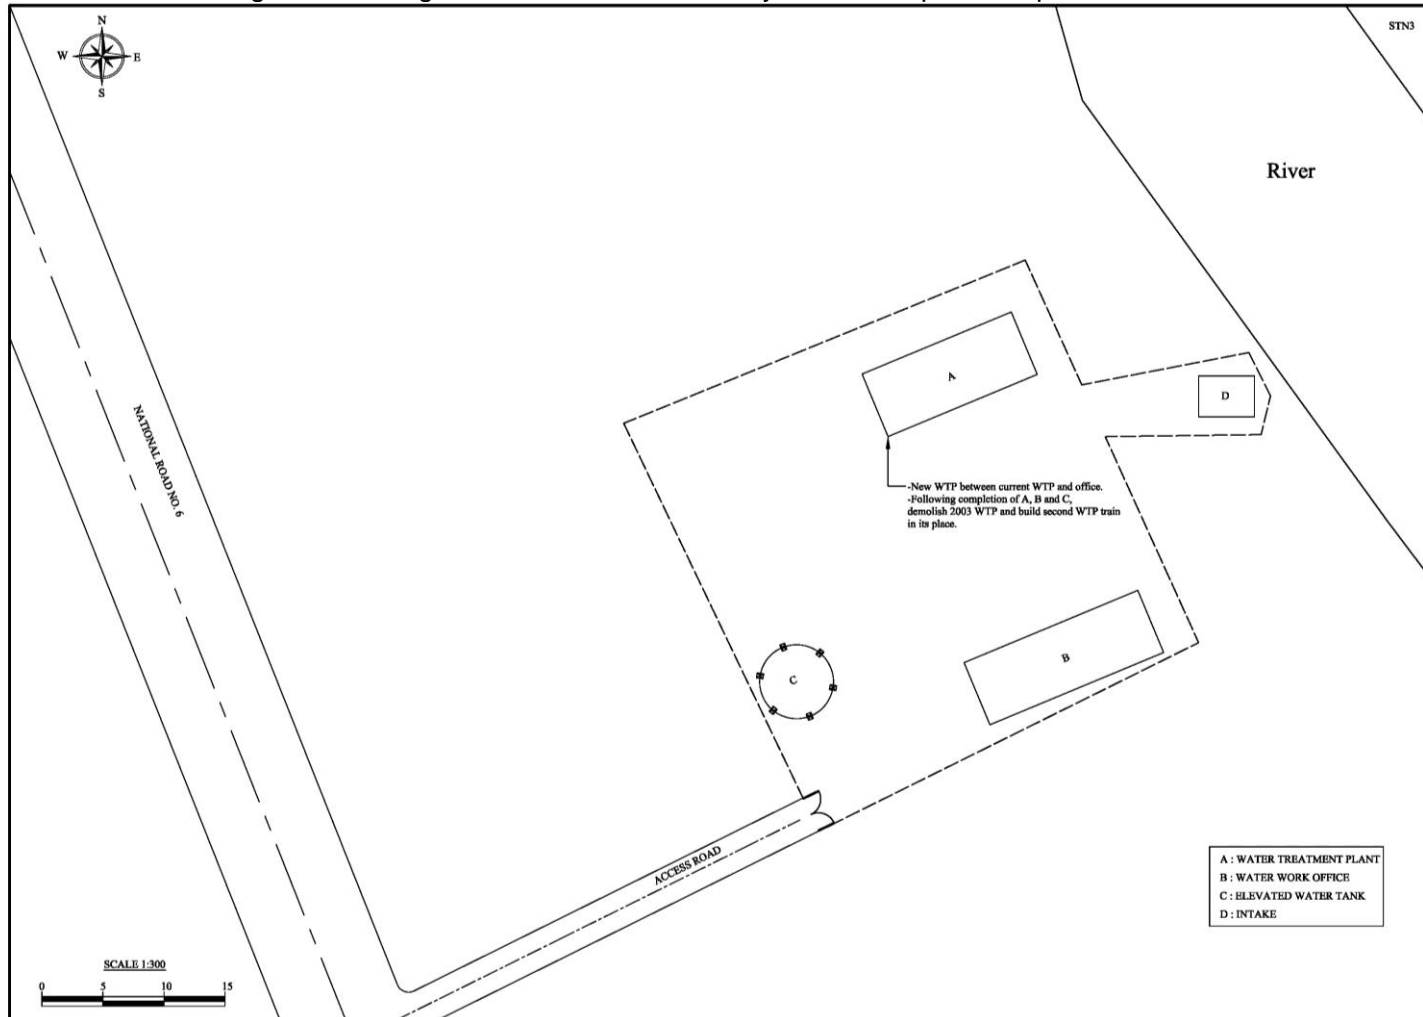 N
W E
S
STN3
River
A
D
NATIONAL ROAD NO. 6
-New WTP between current WTP and office.
-Following completion of A, B and C,
demolish 2003 WTP and build second WTP train
in its place.
B
C
ACCESS ROAD
A : WATER TREATMENT PLANT
B : WATER WORK OFFICE
C : ELEVATED WATER TANK
D : INTAKE
SCALE 1:300
0 5 10 15